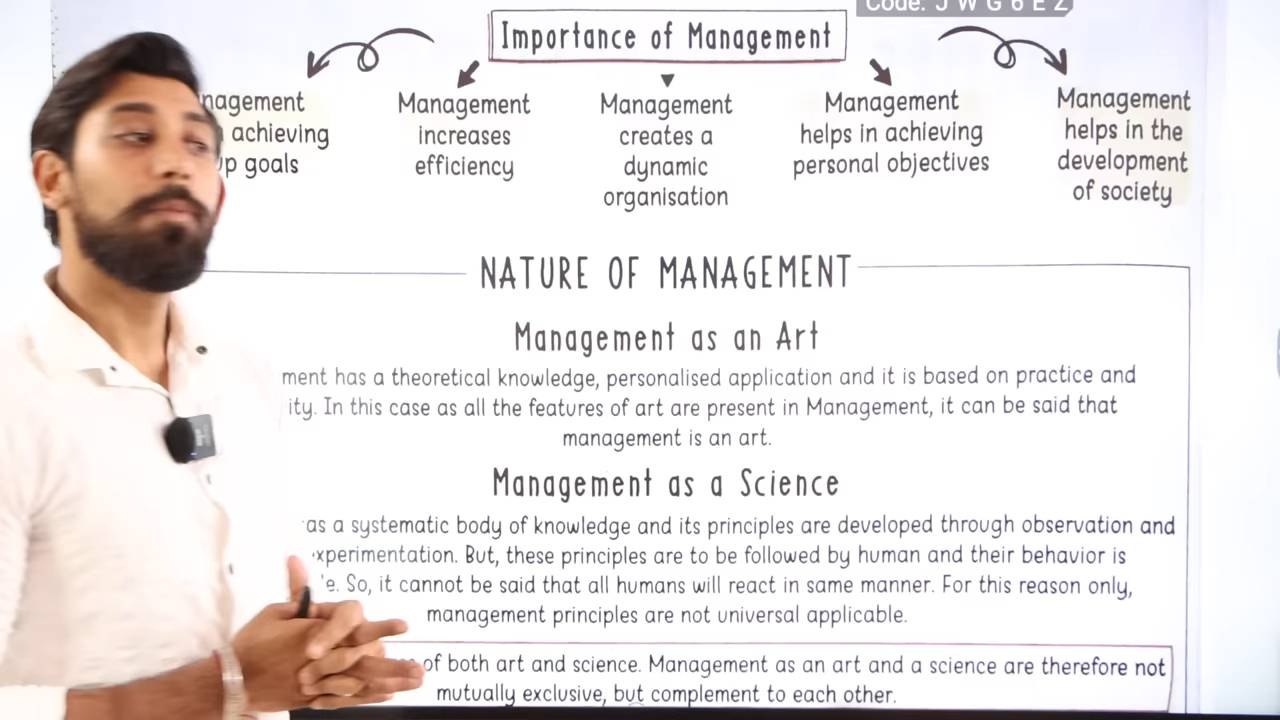 Code: J W G 6 E Z
Importance of Management
achieving
goals
Management
increases
efficiency
Management
creates a
dynamic
organisation
Management
helps in achieving
personal objectives
Management
helps in the
development
of society
NATURE OF MANAGEMENT
Management as an Art
has a theoretical knowledge, personalised application and it is based on practice and
In this case as all the features of art are present in Management, it can be said that
management is an art.
Management as a Science
as a systematic body of knowledge and its principles are developed through observation and
But, these principles are to be followed by human and their behavior is
So, it cannot be said that all humans will react in same manner. For this reason only,
management principles are not universal applicable.
of both art and science. Management as an art and a science are therefore not
mutually exclusive, but complement to each other.